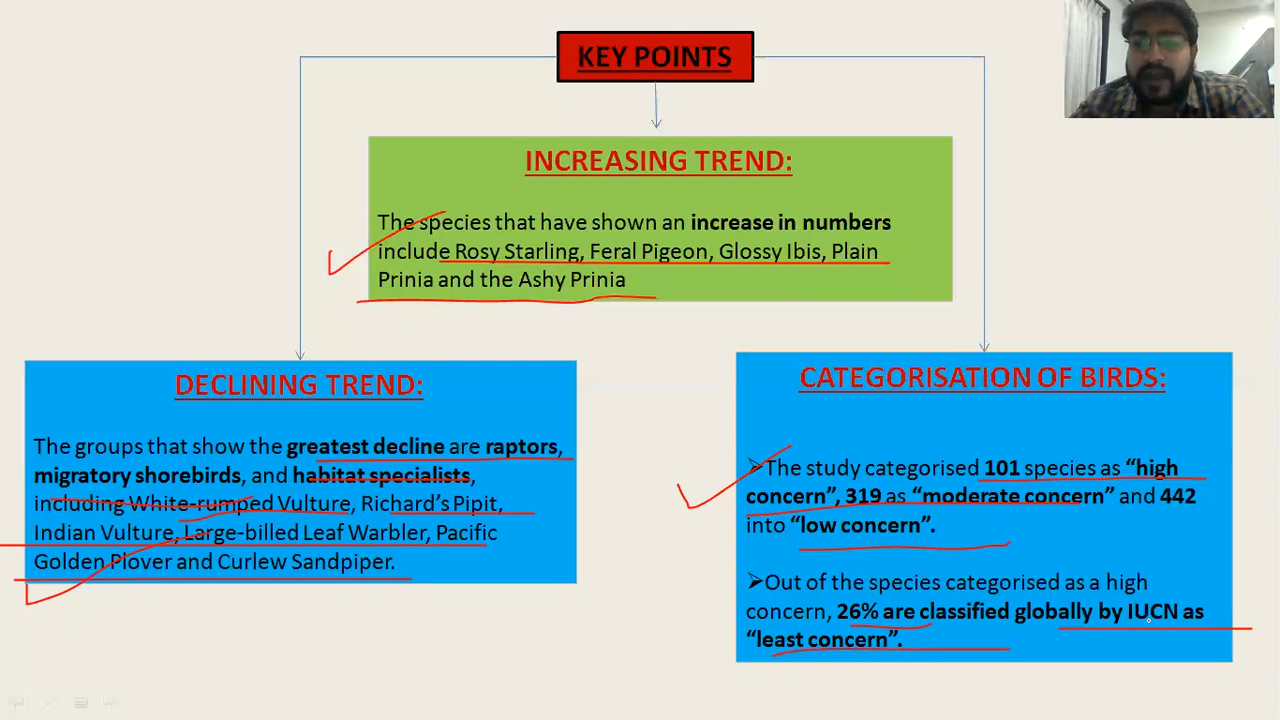 KEY POINTS
INCREASING TREND:
The species that have shown an increase in numbers
include Rosy Starling, Feral Pigeon, Glossy Ibis, Plain
Prinia and the Ashy Prinia
DECLINING TREND:
The groups that show the greatest decline are raptors,
migratory shorebirds, and habitat specialists,
including White-rumped Vulture, Richard’s Pipit,
Indian Vulture, Large-billed Leaf Warbler, Pacific
Golden Plover and Curlew Sandpiper.
CATEGORISATION OF BIRDS:
➢The study categorised 101 species as “high
concern”, 319 as “moderate concern” and 442
into “low concern”.
➢Out of the species categorised as a high
concern, 26% are classified globally by IUCN as
“least concern”.